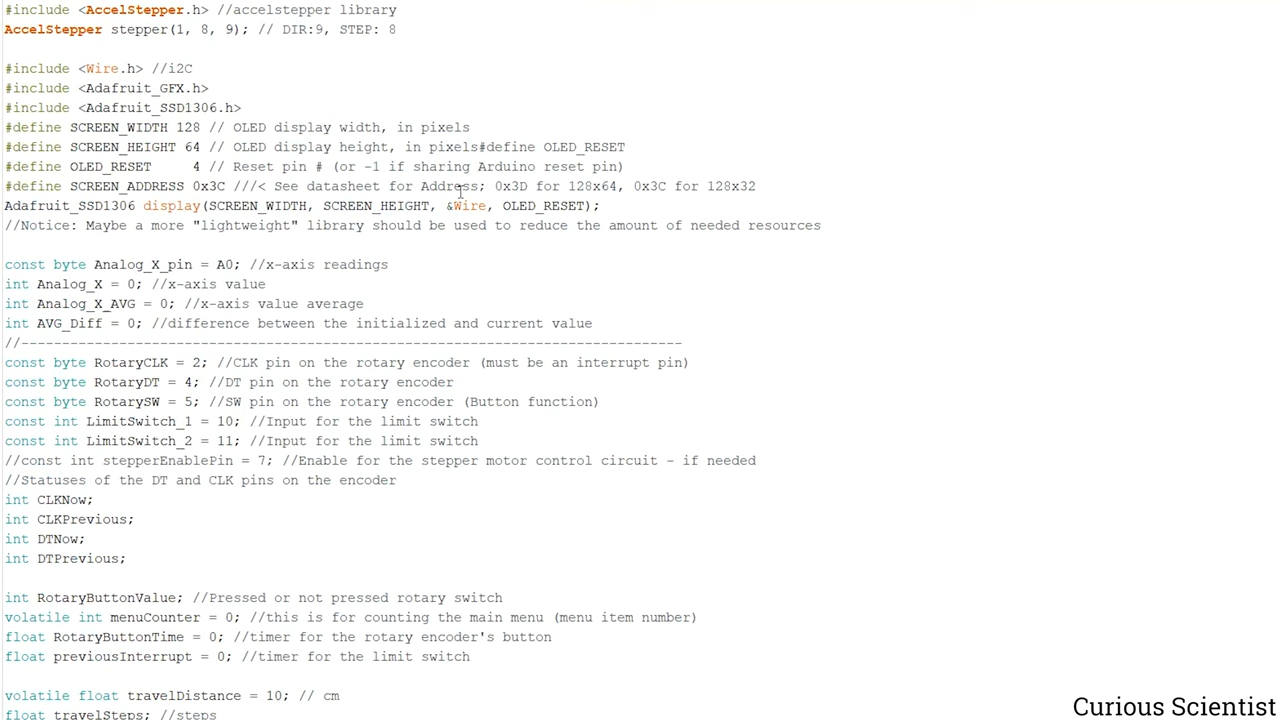 #include <AccelStepper.h> //accelstepper library
AccelStepper stepper(1, 8, 9); // DIR:9, STEP: 8
#include <Wire.h> //i2C
#include <Adafruit_GFX.h>
#include <Adafruit_SSD1306.h>
#define SCREEN_WIDTH 128 // OLED display width, in pixels
#define SCREEN_HEIGHT 64 // OLED display height, in pixels#define OLED_RESET
#define OLED_RESET     4 // Reset pin # (or -1 if sharing Arduino reset pin)
#define SCREEN_ADDRESS 0x3C ///< See datasheet for Address; 0x3D for 128x64, 0x3C for 128x32
Adafruit_SSD1306 display(SCREEN_WIDTH, SCREEN_HEIGHT, &Wire, OLED_RESET);
//Notice: Maybe a more "lightweight" library should be used to reduce the amount of needed resources
const byte Analog_X_pin = A0; //x-axis readings
int Analog_X = 0; //x-axis value
int Analog_X_AVG = 0; //x-axis value average
int AVG_Diff = 0; //difference between the initialized and current value
//---------------------------------------------------------------------------------
const byte RotaryCLK = 2; //CLK pin on the rotary encoder (must be an interrupt pin)
const byte RotaryDT = 4; //DT pin on the rotary encoder
const byte RotarySW = 5; //SW pin on the rotary encoder (Button function)
const int LimitSwitch_1 = 10; //Input for the limit switch
const int LimitSwitch_2 = 11; //Input for the limit switch
//const int stepperEnablePin = 7; //Enable for the stepper motor control circuit - if needed
//Statuses of the DT and CLK pins on the encoder
int CLKNow;
int CLKPrevious;
int DTNow;
int DTPrevious;
int RotaryButtonValue; //Pressed or not pressed rotary switch
volatile int menuCounter = 0; //this is for counting the main menu (menu item number)
float RotaryButtonTime = 0; //timer for the rotary encoder's button
float previousInterrupt = 0; //timer for the limit switch
volatile float travelDistance = 10; // cm
float travelSteps; //steps
Curious Scientist